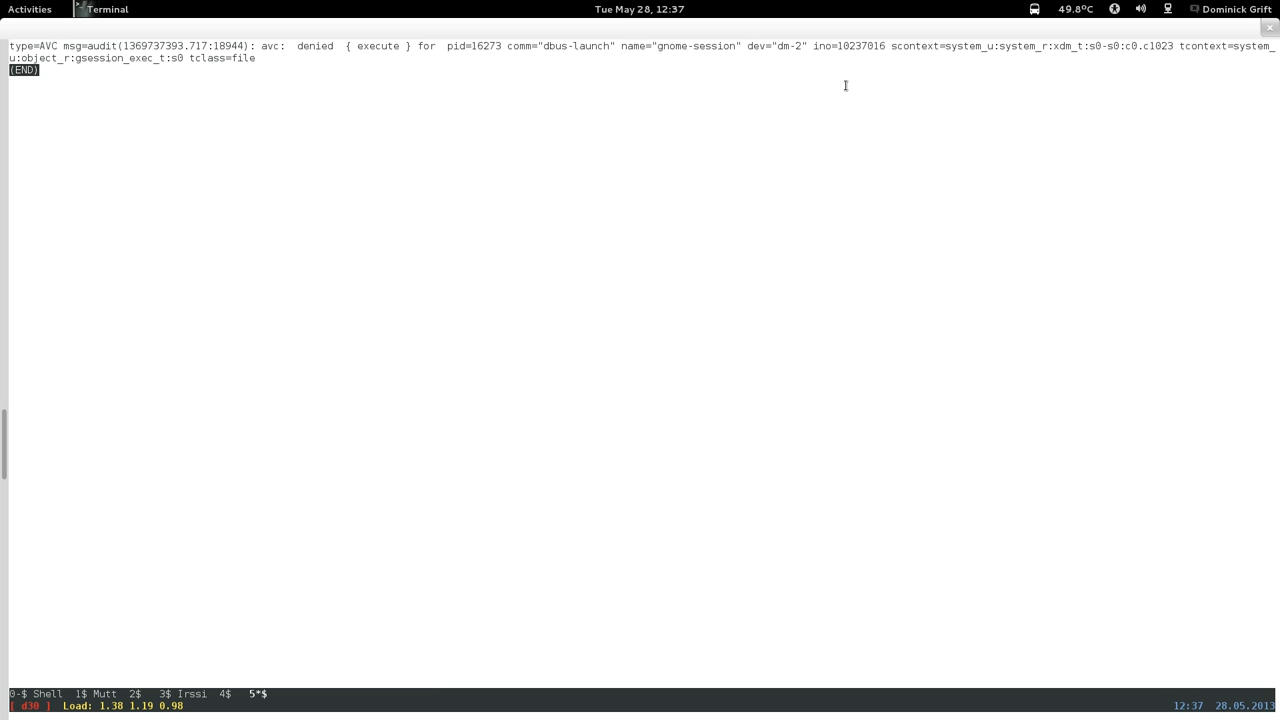 Activities Terminal Tue May 28, 12:37 49.8°C Dominick Grift
type=AVC msg=audit(1369737393.717:18944): avc:  denied  { execute } for  pid=16273 comm="dbus-launch" name="gnome-session" dev="dm-2" ino=10237016 scontext=system_u:system_r:xdm_t:s0-s0:c0.c1023 tcontext=system_
u:object_r:gsession_exec_t:s0 tclass=file
(END)
0-$ Shell  1$ Mutt  2$   3$ Irssi  4$   5*$
[ d30 ]  Load: 1.38 1.19 0.98 12:37  28.05.2013